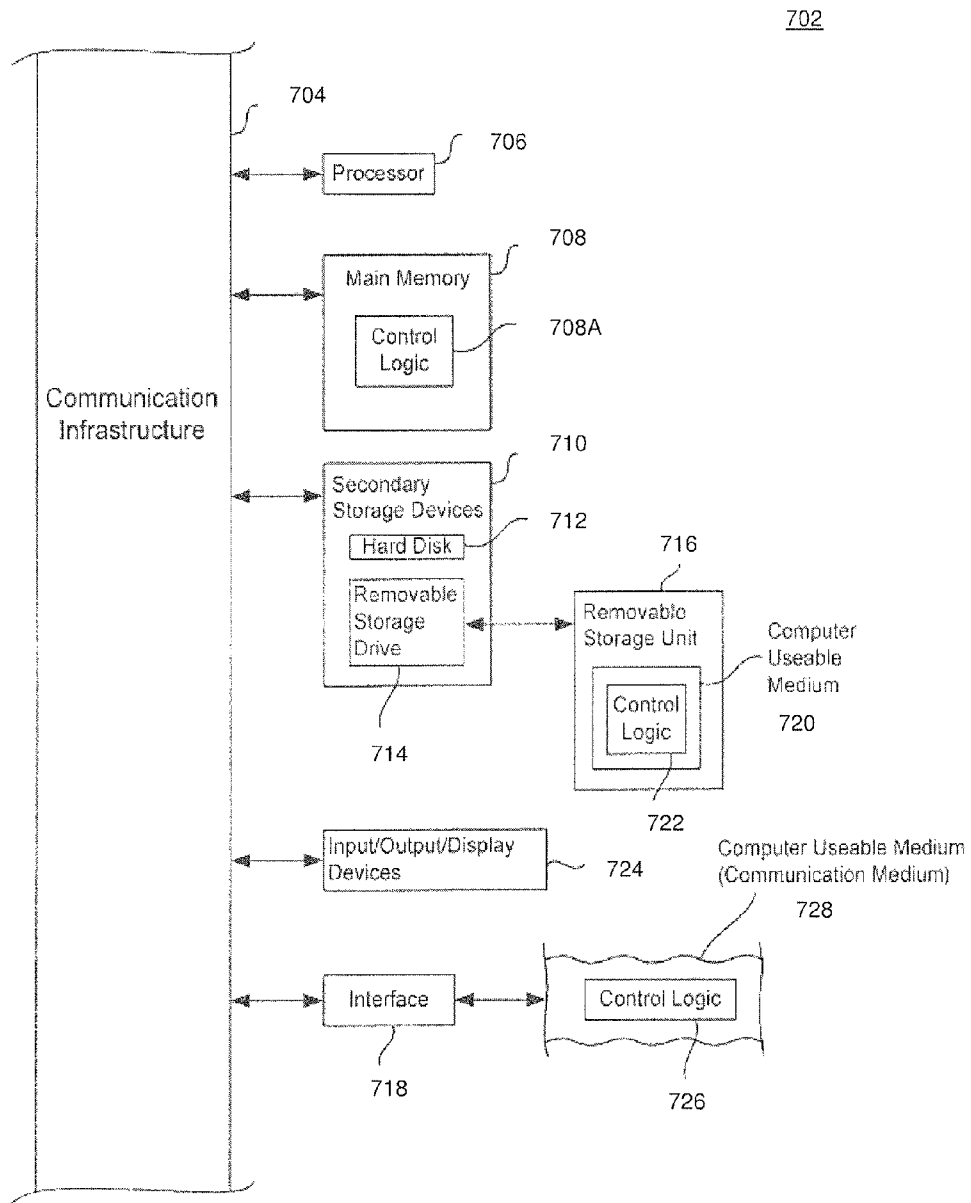 702
704
706
Processor
708
Main Memory
Control
Logic
708A
Communication
Infrastructure
710
Secondary
Storage Devices
712
Hard Disk
Removable
Storage
Drive
714
716
Removable
Storage Unit
Control
Logic
722
Computer
Useable
Medium
720
Input/Output/Display
Devices
724
Computer Useable Medium
(Communication Medium)
728
Interface
718
Control Logic
726